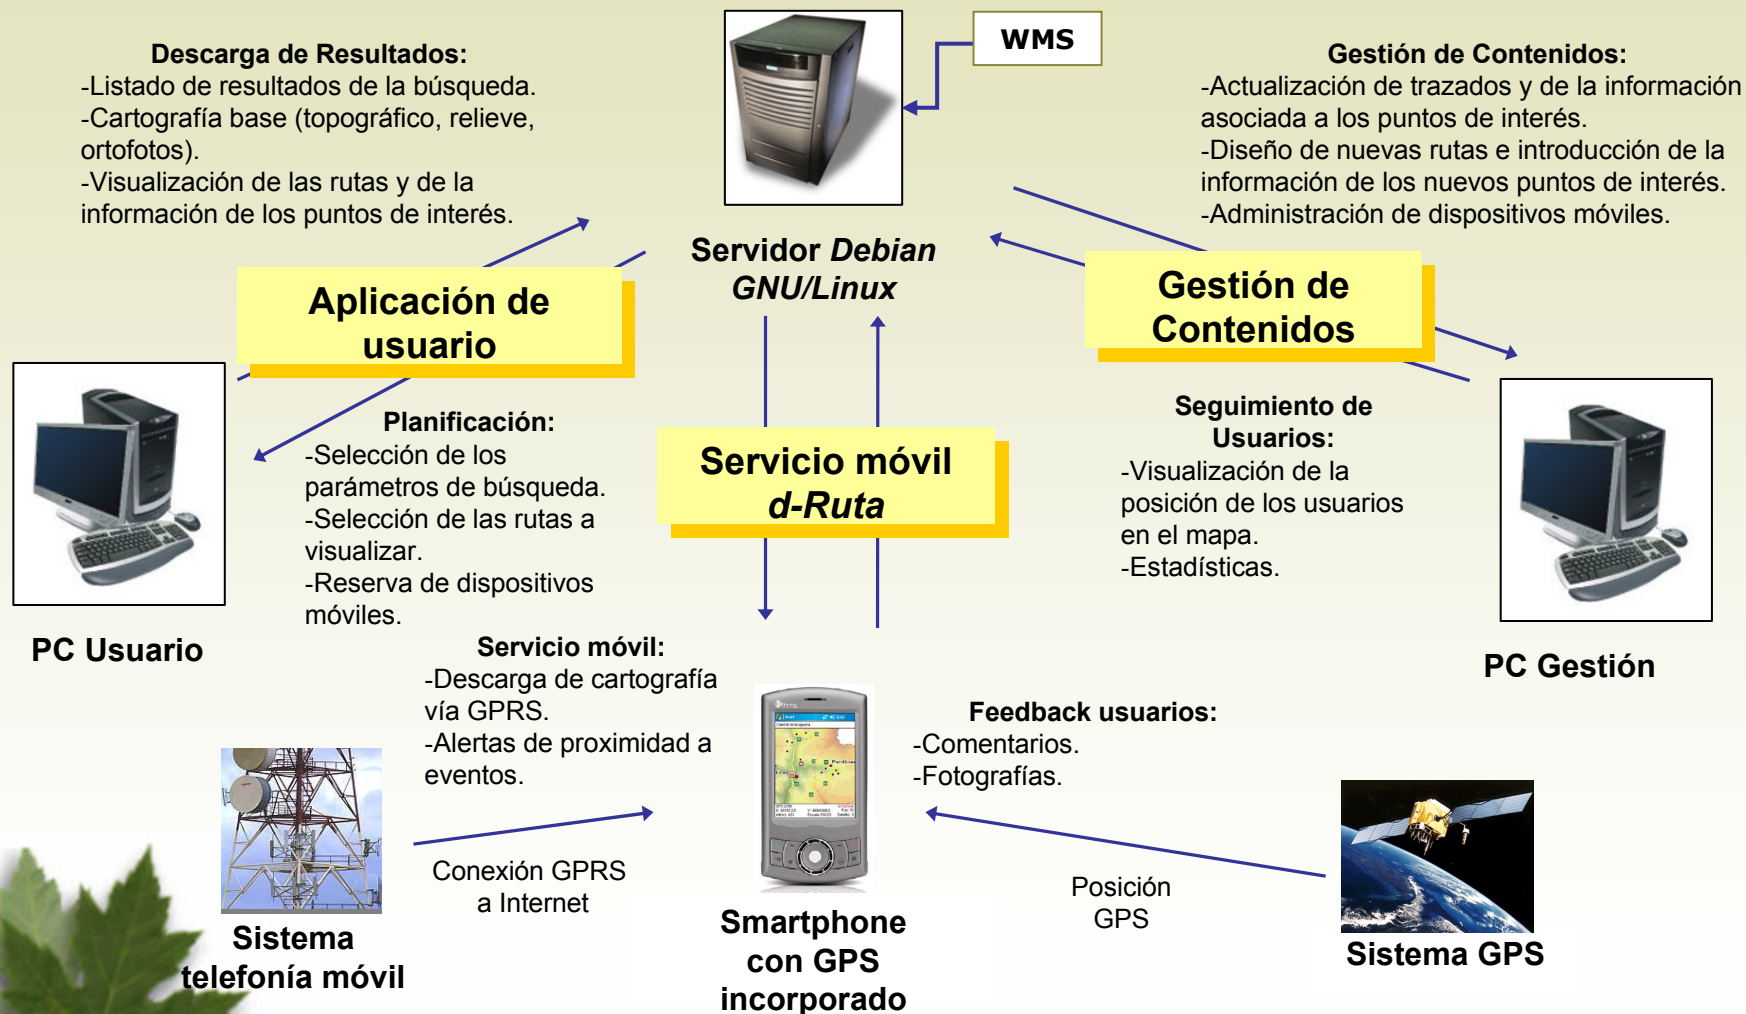 WMS
Descarga de Resultados:
-Listado de resultados de la búsqueda.
-Cartografía base (topográfico, relieve,
ortofotos).
-Visualización de las rutas y de la
información de los puntos de interés.
Gestión de Contenidos:
-Actualización de trazados y de la información
asociada a los puntos de interés.
-Diseño de nuevas rutas e introducción de la
información de los nuevos puntos de interés.
-Administración de dispositivos móviles.
Servidor Debian
GNU/Linux
Aplicación de
usuario
Gestión de
Contenidos
Planificación:
-Selección de los
parámetros de búsqueda.
-Selección de las rutas a
visualizar.
-Reserva de dispositivos
móviles.
Servicio móvil
d-Ruta
Seguimiento de
Usuarios:
-Visualización de la
posición de los usuarios
en el mapa.
-Estadísticas.
PC Usuario
PC Gestión
Servicio móvil:
-Descarga de cartografía
vía GPRS.
-Alertas de proximidad a
eventos.
Feedback usuarios:
-Comentarios.
-Fotografías.
hTC
Conexión GPRS
a Internet
Posición
GPS
Sistema
telefonía móvil
Smartphone
con GPS
incorporado
Sistema GPS